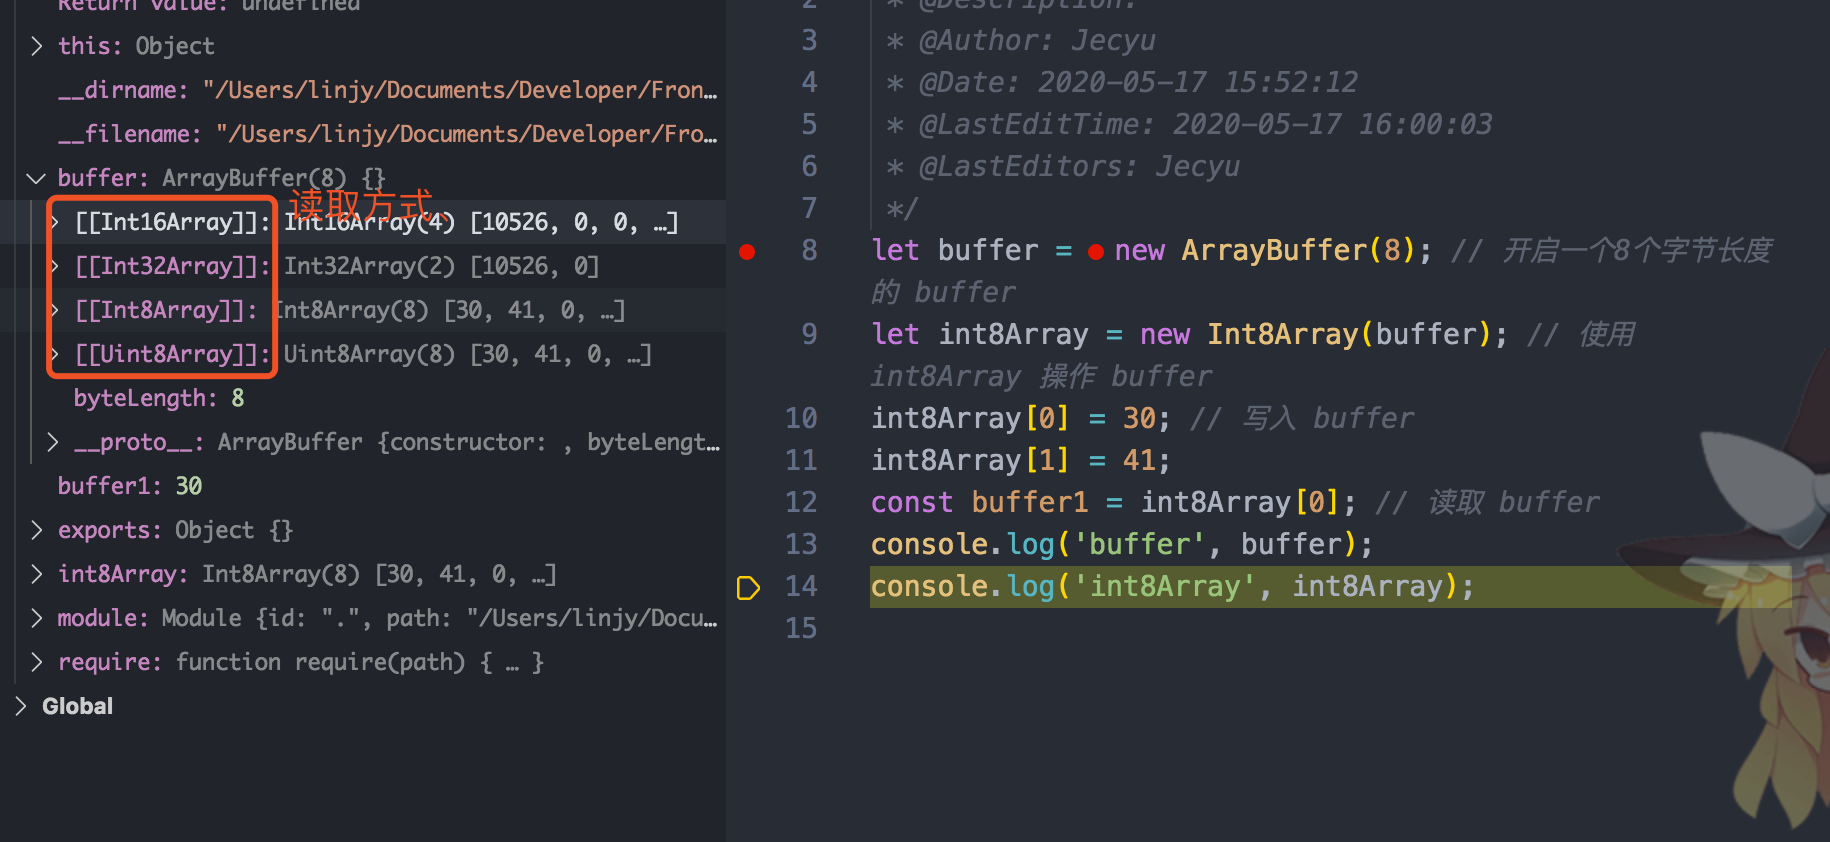 Return value: undefined
this: Object
__dirname: "/Users/linjy/Documents/Developer/Fron…
__filename: "/Users/linjy/Documents/Developer/Fro…
buffer: ArrayBuffer(8) {}
读取方式、
[[Int16Array]]: Int16Array(4) [10526, 0, 0, …]
[[Int32Array]]: Int32Array(2) [10526, 0]
[[Int8Array]]: Int8Array(8) [30, 41, 0, …]
[[Uint8Array]]: Uint8Array(8) [30, 41, 0, …]
byteLength: 8
__proto__: ArrayBuffer {constructor: , byteLengt…
buffer1: 30
exports: Object {}
int8Array: Int8Array(8) [30, 41, 0, …]
module: Module {id: ".", path: "/Users/linjy/Docu…
require: function require(path) { … }
Global
2 * @Description:
3 * @Author: Jecyu
4 * @Date: 2020-05-17 15:52:12
5 * @LastEditTime: 2020-05-17 16:00:03
6 * @LastEditors: Jecyu
7 */
8 let buffer = new ArrayBuffer(8); // 开启一个8个字节长度
的 buffer
9 let int8Array = new Int8Array(buffer); // 使用
int8Array 操作 buffer
10 int8Array[0] = 30; // 写入 buffer
11 int8Array[1] = 41;
12 const buffer1 = int8Array[0]; // 读取 buffer
13 console.log('buffer', buffer);
14 console.log('int8Array', int8Array);
15